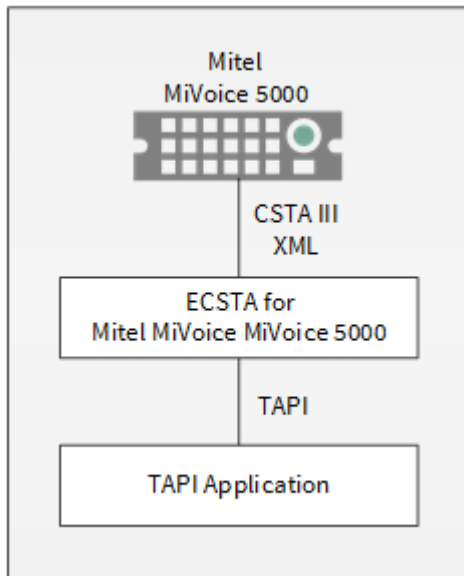 Mitel
MiVoice 5000
CSTA III
XML
ECSTA for
Mitel MiVoice MiVoice 5000
TAPI
TAPI Application